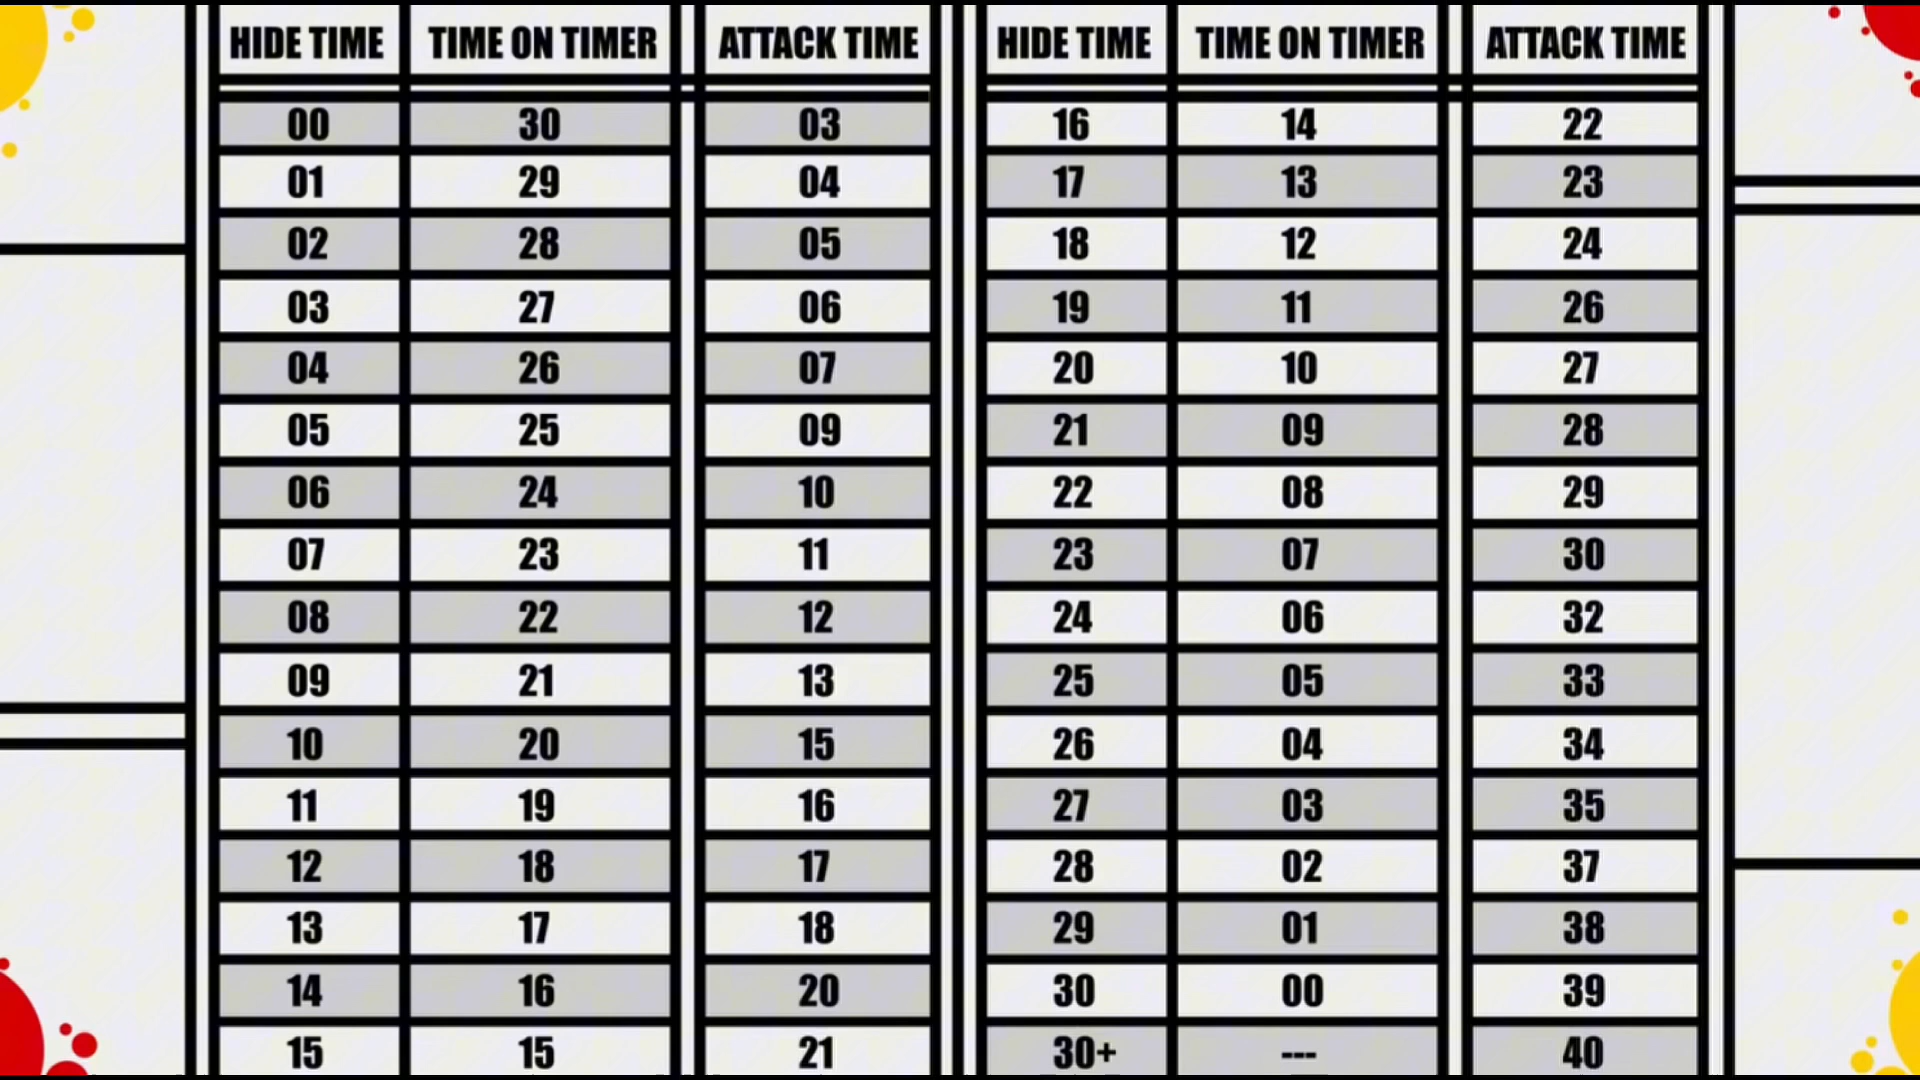 HIDE TIME TIME ON TIMER ATTACK TIME HIDE TIME TIME ON TIMER ATTACK TIME
00 30 03 16 14 22
01 29 04 17 13 23
02 28 05 18 12 24
03 27 06 19 11 26
04 26 07 20 10 27
05 25 09 21 09 28
06 24 10 22 08 29
07 23 11 23 07 30
08 22 12 24 06 32
09 21 13 25 05 33
10 20 15 26 04 34
11 19 16 27 03 35
12 18 17 28 02 37
13 17 18 29 01 38
14 16 20 30 00 39
15 15 21 30+ --- 40